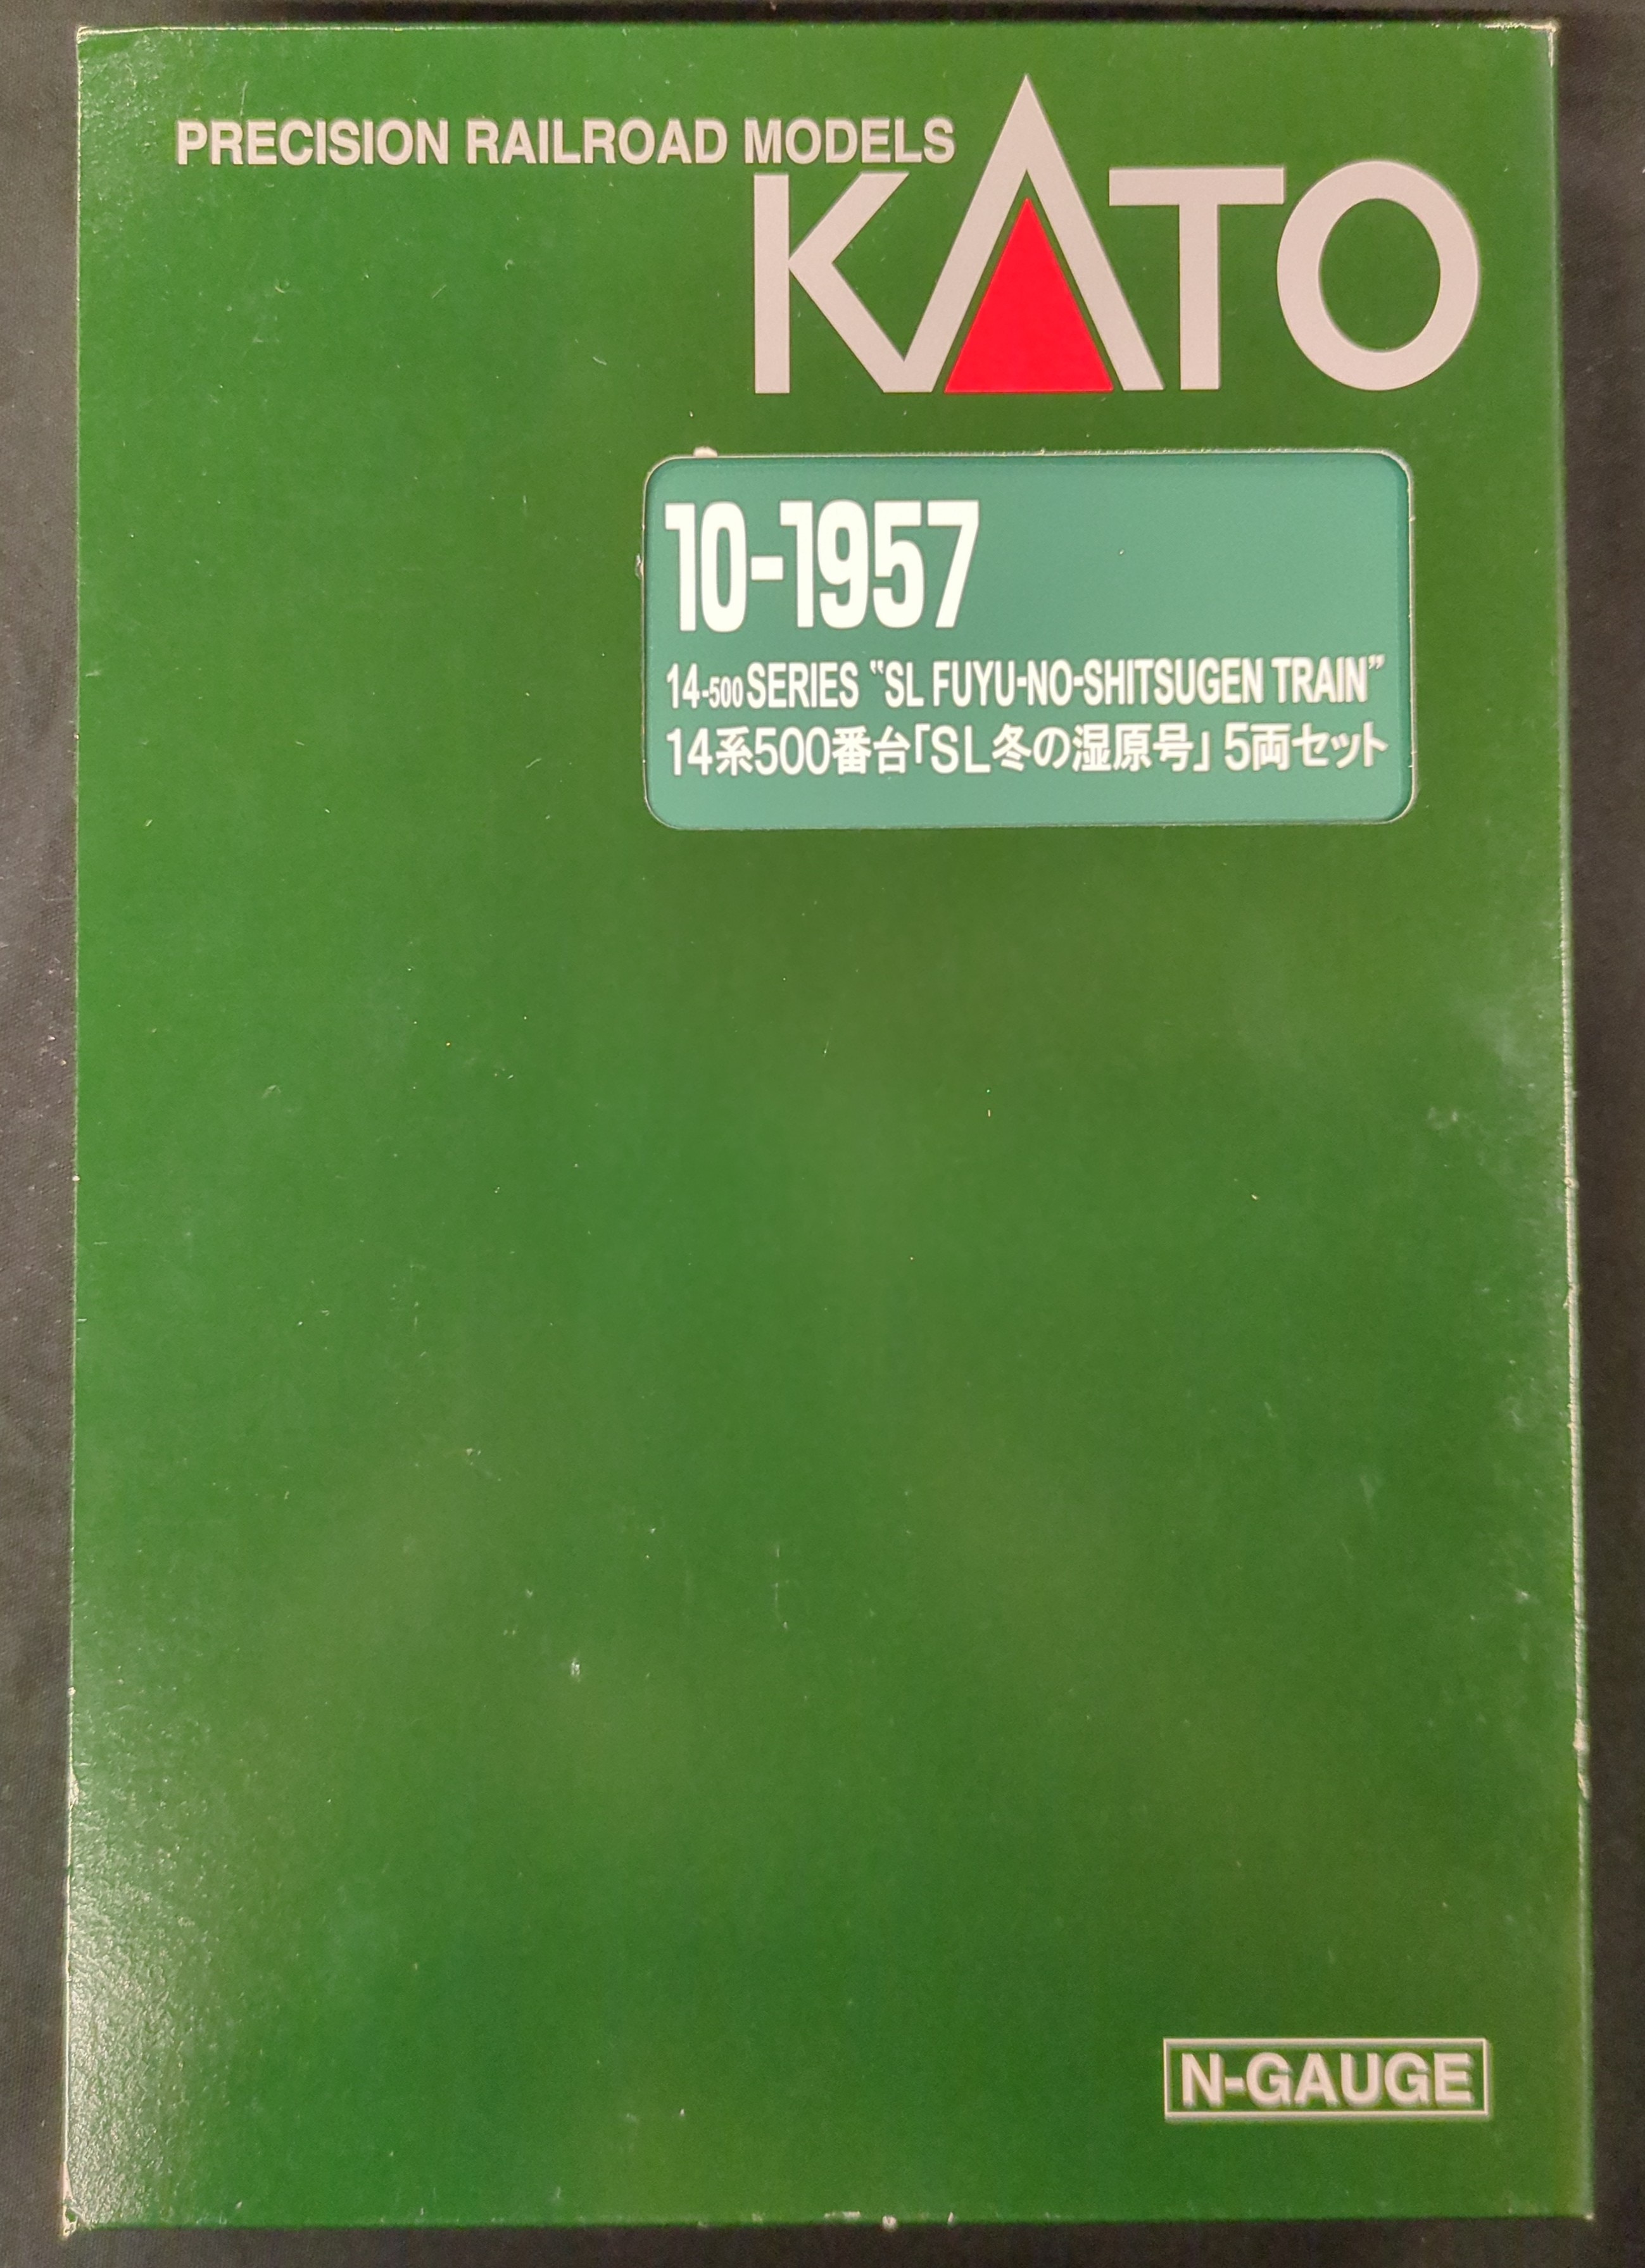 PRECISION RAILROAD MODELS
KATO
10-1957
14-500 SERIES “SL FUYU-NO-SHITSUGEN TRAIN”
14系500番台「SL冬の湿原号」5両セット
N-GAUGE